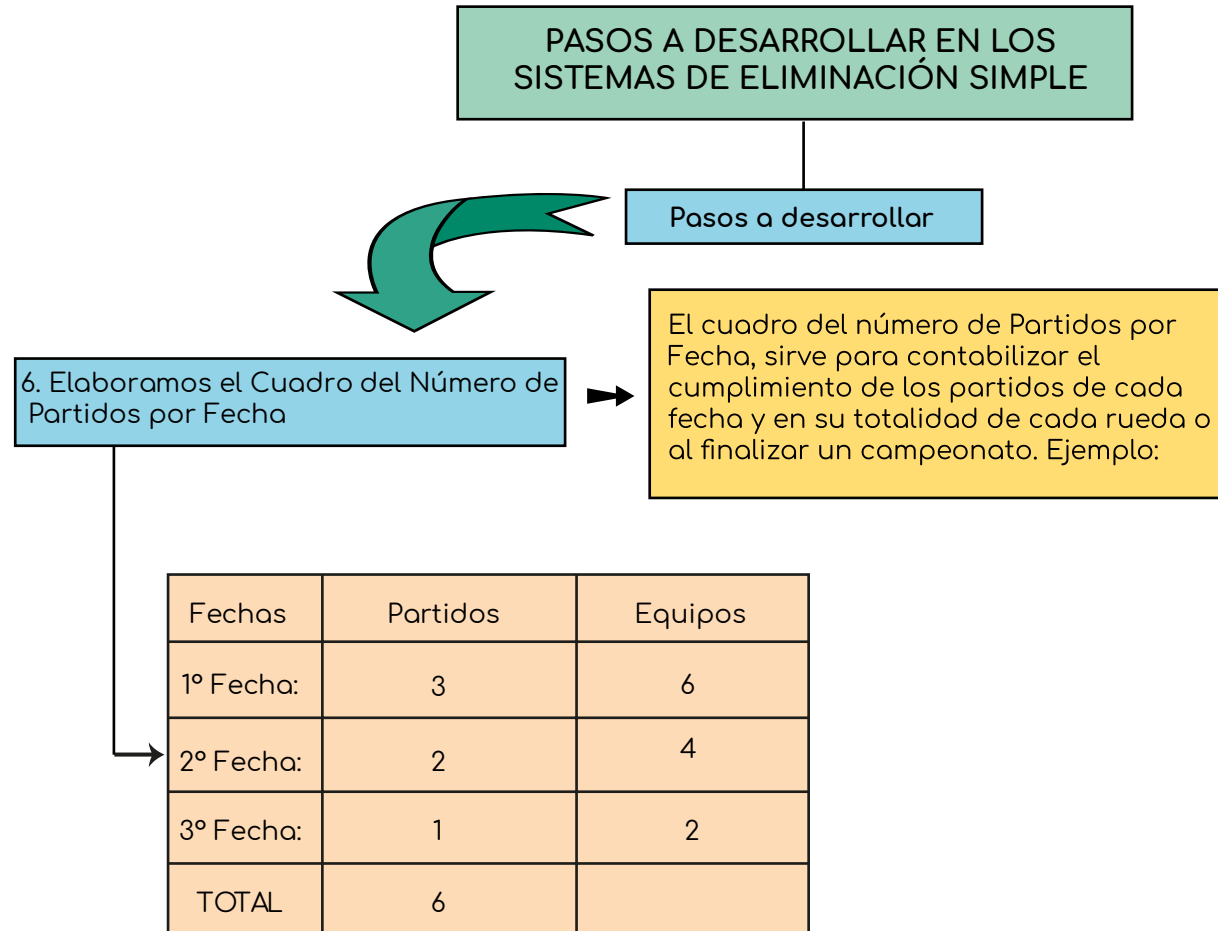 PASOS A DESARROLLAR EN LOS
SISTEMAS DE ELIMINACIÓN SIMPLE
Pasos a desarrollar
6. Elaboramos el Cuadro del Número de
Partidos por Fecha
El cuadro del número de Partidos por
Fecha, sirve para contabilizar el
cumplimiento de los partidos de cada
fecha y en su totalidad de cada rueda o
al finalizar un campeonato. Ejemplo:
Fechas Partidos Equipos
1° Fecha: 3 6
2° Fecha: 2 4
3° Fecha: 1 2
TOTAL 6